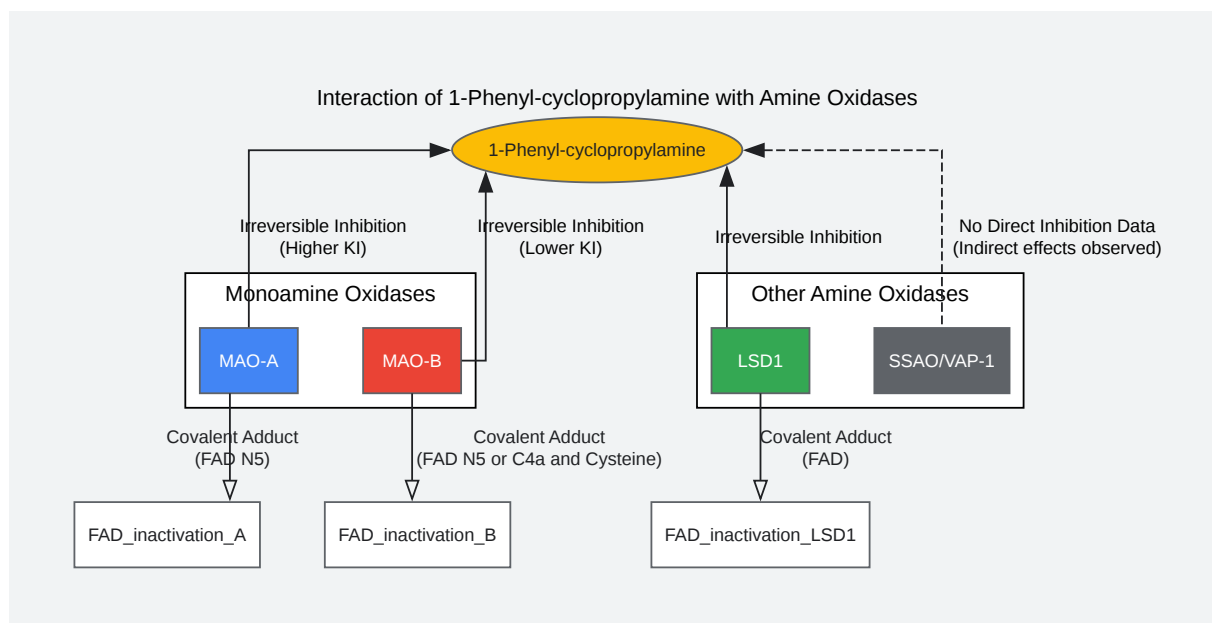 Interaction of 1-Phenyl-cyclopropylamine with Amine Oxidases
1-Phenyl-cyclopropylamine
Irreversible Inhibition
(Higher KI)
Irreversible Inhibition
(Lower KI)
Irreversible Inhibition
No Direct Inhibition Data
(Indirect effects observed)
Monoamine Oxidases
Other Amine Oxidases
MAO-A
MAO-B
LSD1
SSAO/VAP-1
Covalent Adduct
(FAD N5)
Covalent Adduct
(FAD N5 or C4a and Cysteine)
Covalent Adduct
(FAD)
FAD_inactivation_A
FAD_inactivation_B
FAD_inactivation_LSD1